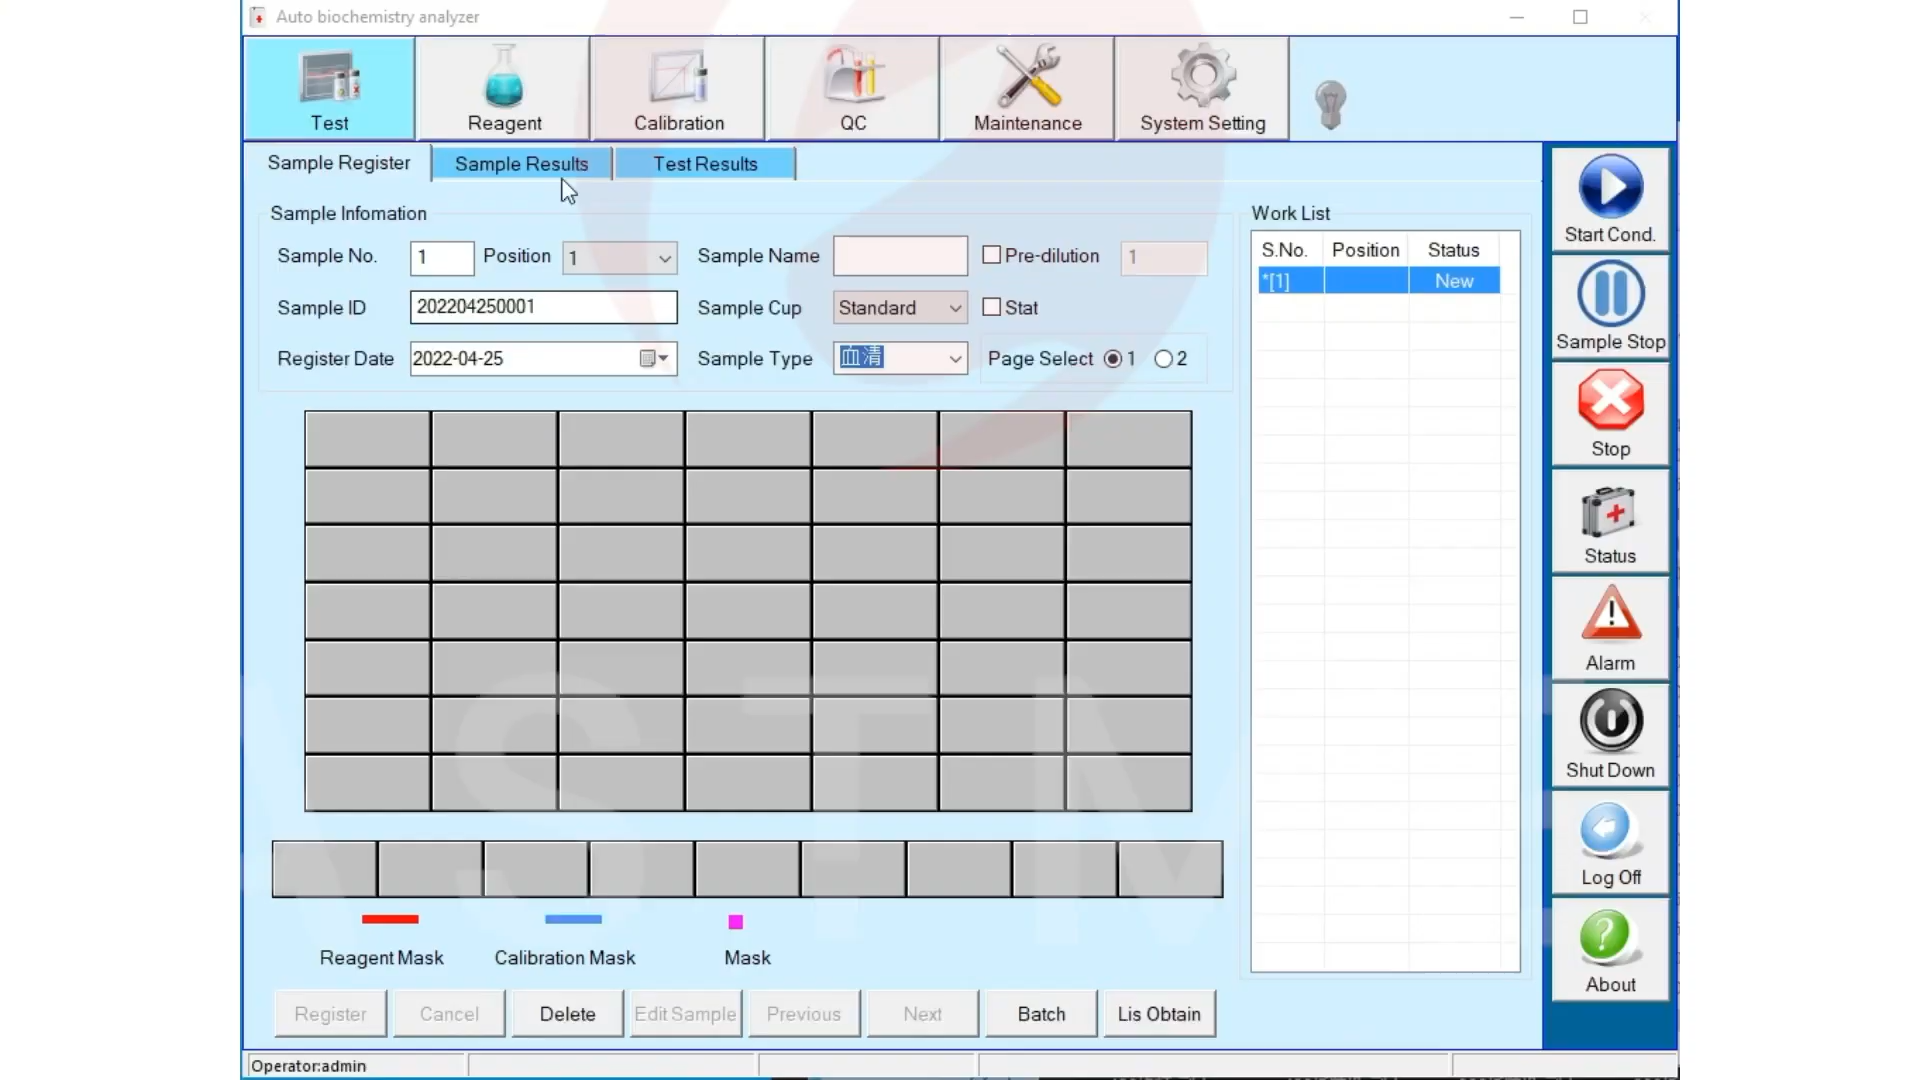 Auto biochemistry analyzer
Test
Reagent
Calibration
QC
Maintenance
System Setting
Sample Register
Sample Results
Test Results
Sample Infomation
Sample No. 1 Position 1 Sample Name Pre-dilution 1
Sample ID 202204250001 Sample Cup Standard Stat
Register Date 2022-04-25 Sample Type 血清 Page Select 1 2
Work List
S.No. Position Status
*[1] New
Reagent Mask
Calibration Mask
Mask
Register
Cancel
Delete
Edit Sample
Previous
Next
Batch
Lis Obtain
Start Cond.
Sample Stop
Stop
Status
Alarm
Shut Down
Log Off
About
Operator:admin